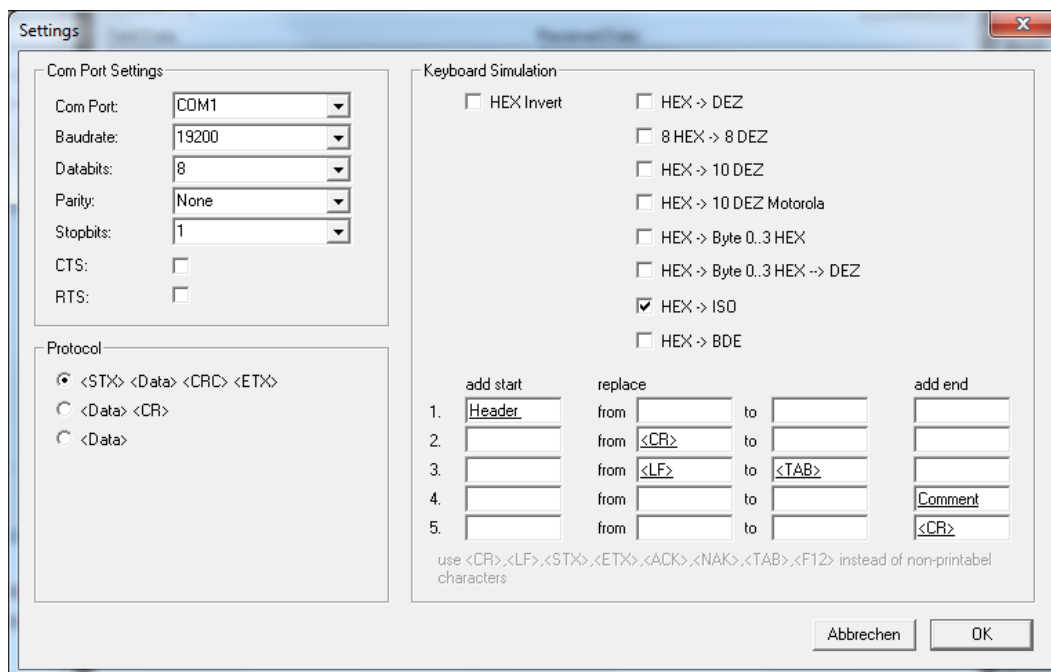 Settings
Com Port Settings
Com Port: COM1
Baudrate: 19200
Databits: 8
Parity: None
Stopbits: 1
CTS:
RTS:
Protocol
<STX> <Data> <CRC> <ETX>
<Data> <CR>
<Data>
Keyboard Simulation
HEX Invert
HEX -> DEZ
8 HEX -> 8 DEZ
HEX -> 10 DEZ
HEX -> 10 DEZ Motorola
HEX -> Byte 0..3 HEX
HEX -> Byte 0..3 HEX --> DEZ
HEX -> ISO
HEX -> BDE
add start replace add end
1. Header from to
2. from <CR> to
3. from <LF> to <TAB>
4. from to Comment
5. from to <CR>
use <CR>,<LF>,<STX>,<ETX>,<ACK>,<NAK>,<TAB>,<F12> instead of non-printabel
characters
Abbrechen OK